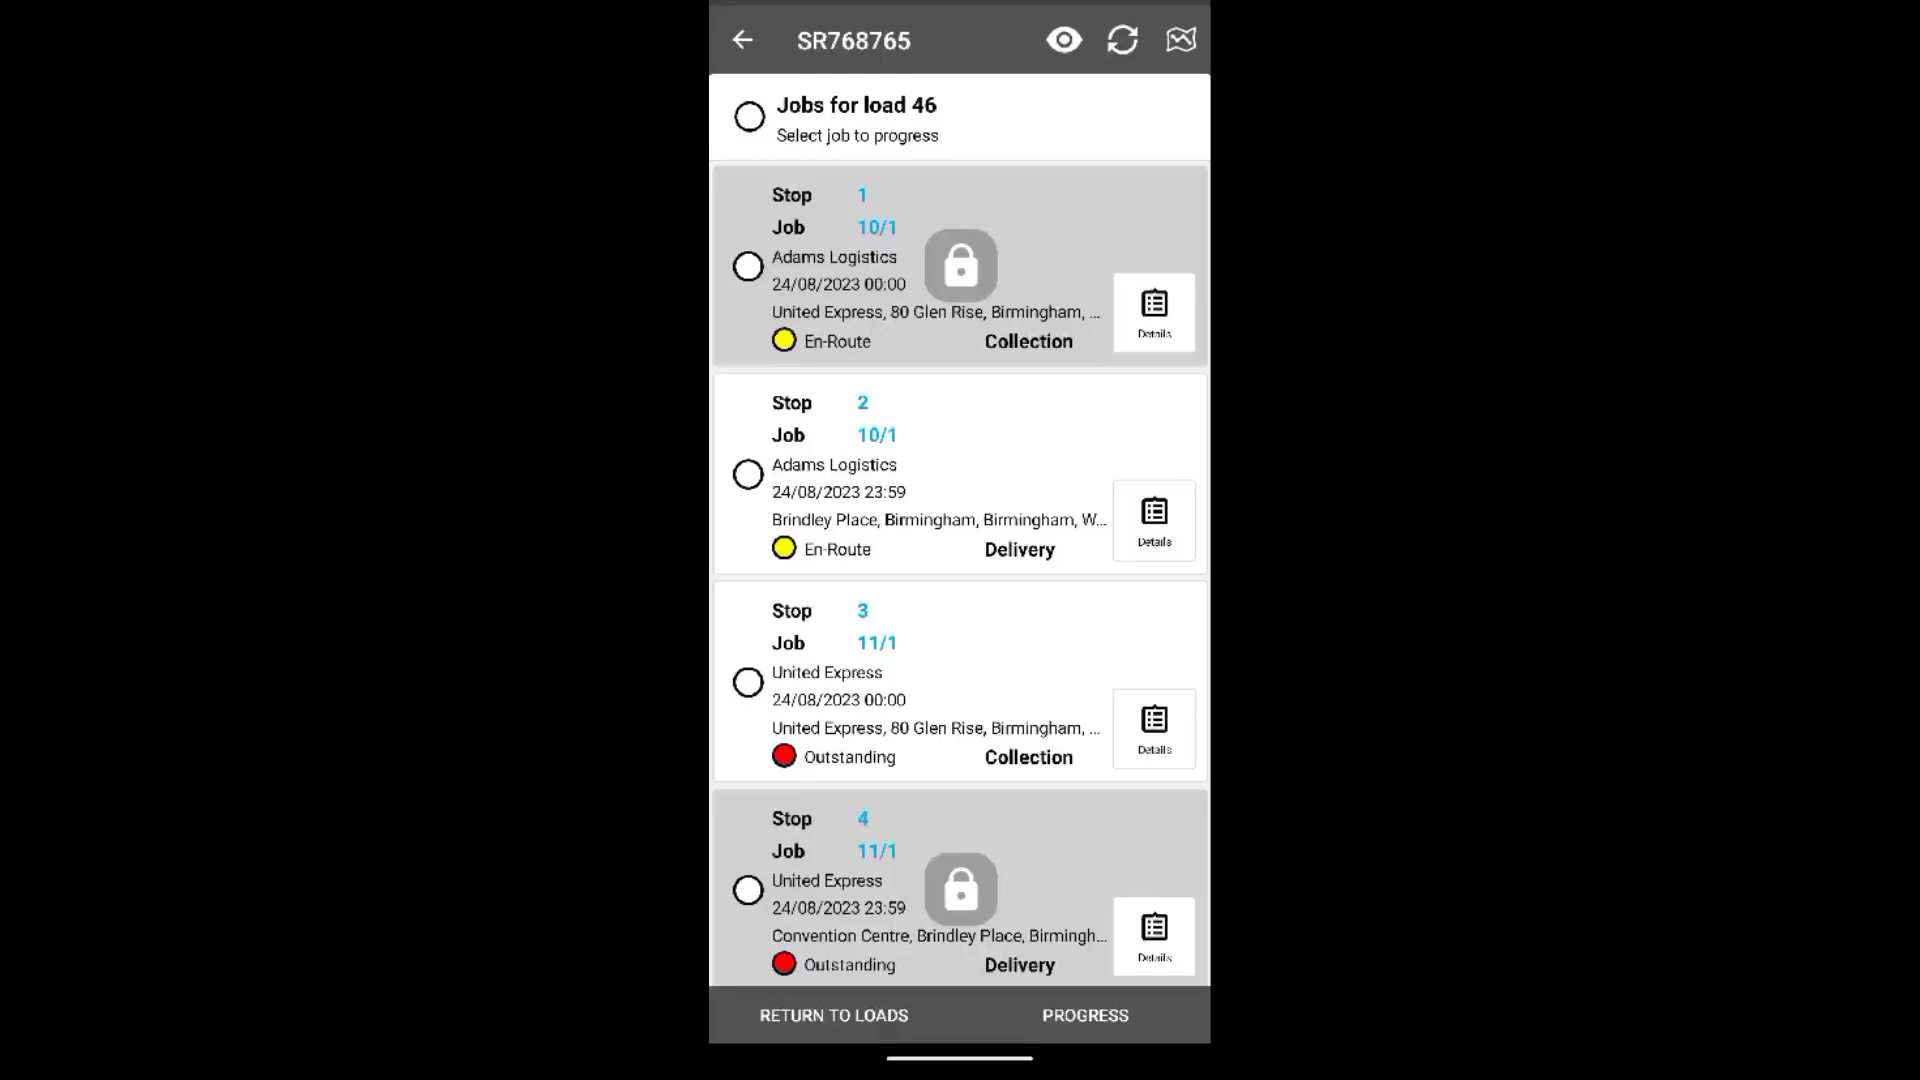 SR768765
Jobs for load 46
Select job to progress
Stop 1
Job 10/1
Adams Logistics
24/08/2023 00:00
United Express, 80 Glen Rise, Birmingham, ...
En-Route Collection
Details
Stop 2
Job 10/1
Adams Logistics
24/08/2023 23:59
Brindley Place, Birmingham, Birmingham, W...
En-Route Delivery
Details
Stop 3
Job 11/1
United Express
24/08/2023 00:00
United Express, 80 Glen Rise, Birmingham, ...
Outstanding Collection
Details
Stop 4
Job 11/1
United Express
24/08/2023 23:59
Convention Centre, Brindley Place, Birmingh...
Outstanding Delivery
Details
RETURN TO LOADS PROGRESS